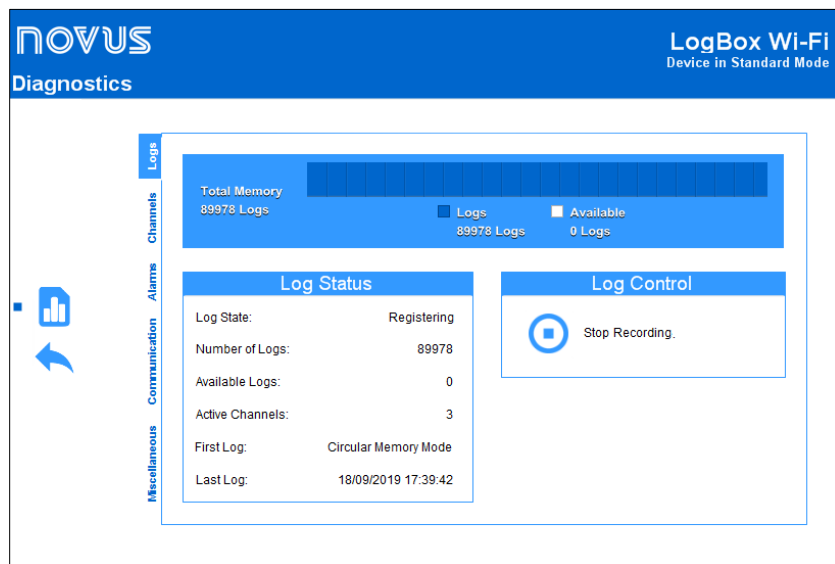 NOVUS
LogBox Wi-Fi
Device in Standard Mode
Diagnostics
Logs
Channels
Alarms
Communication
Miscellaneous
Total Memory
89978 Logs
Logs
89978 Logs
Available
0 Logs
Log Status
Log State: Registering
Number of Logs: 89978
Available Logs: 0
Active Channels: 3
First Log: Circular Memory Mode
Last Log: 18/09/2019 17:39:42
Log Control
Stop Recording.